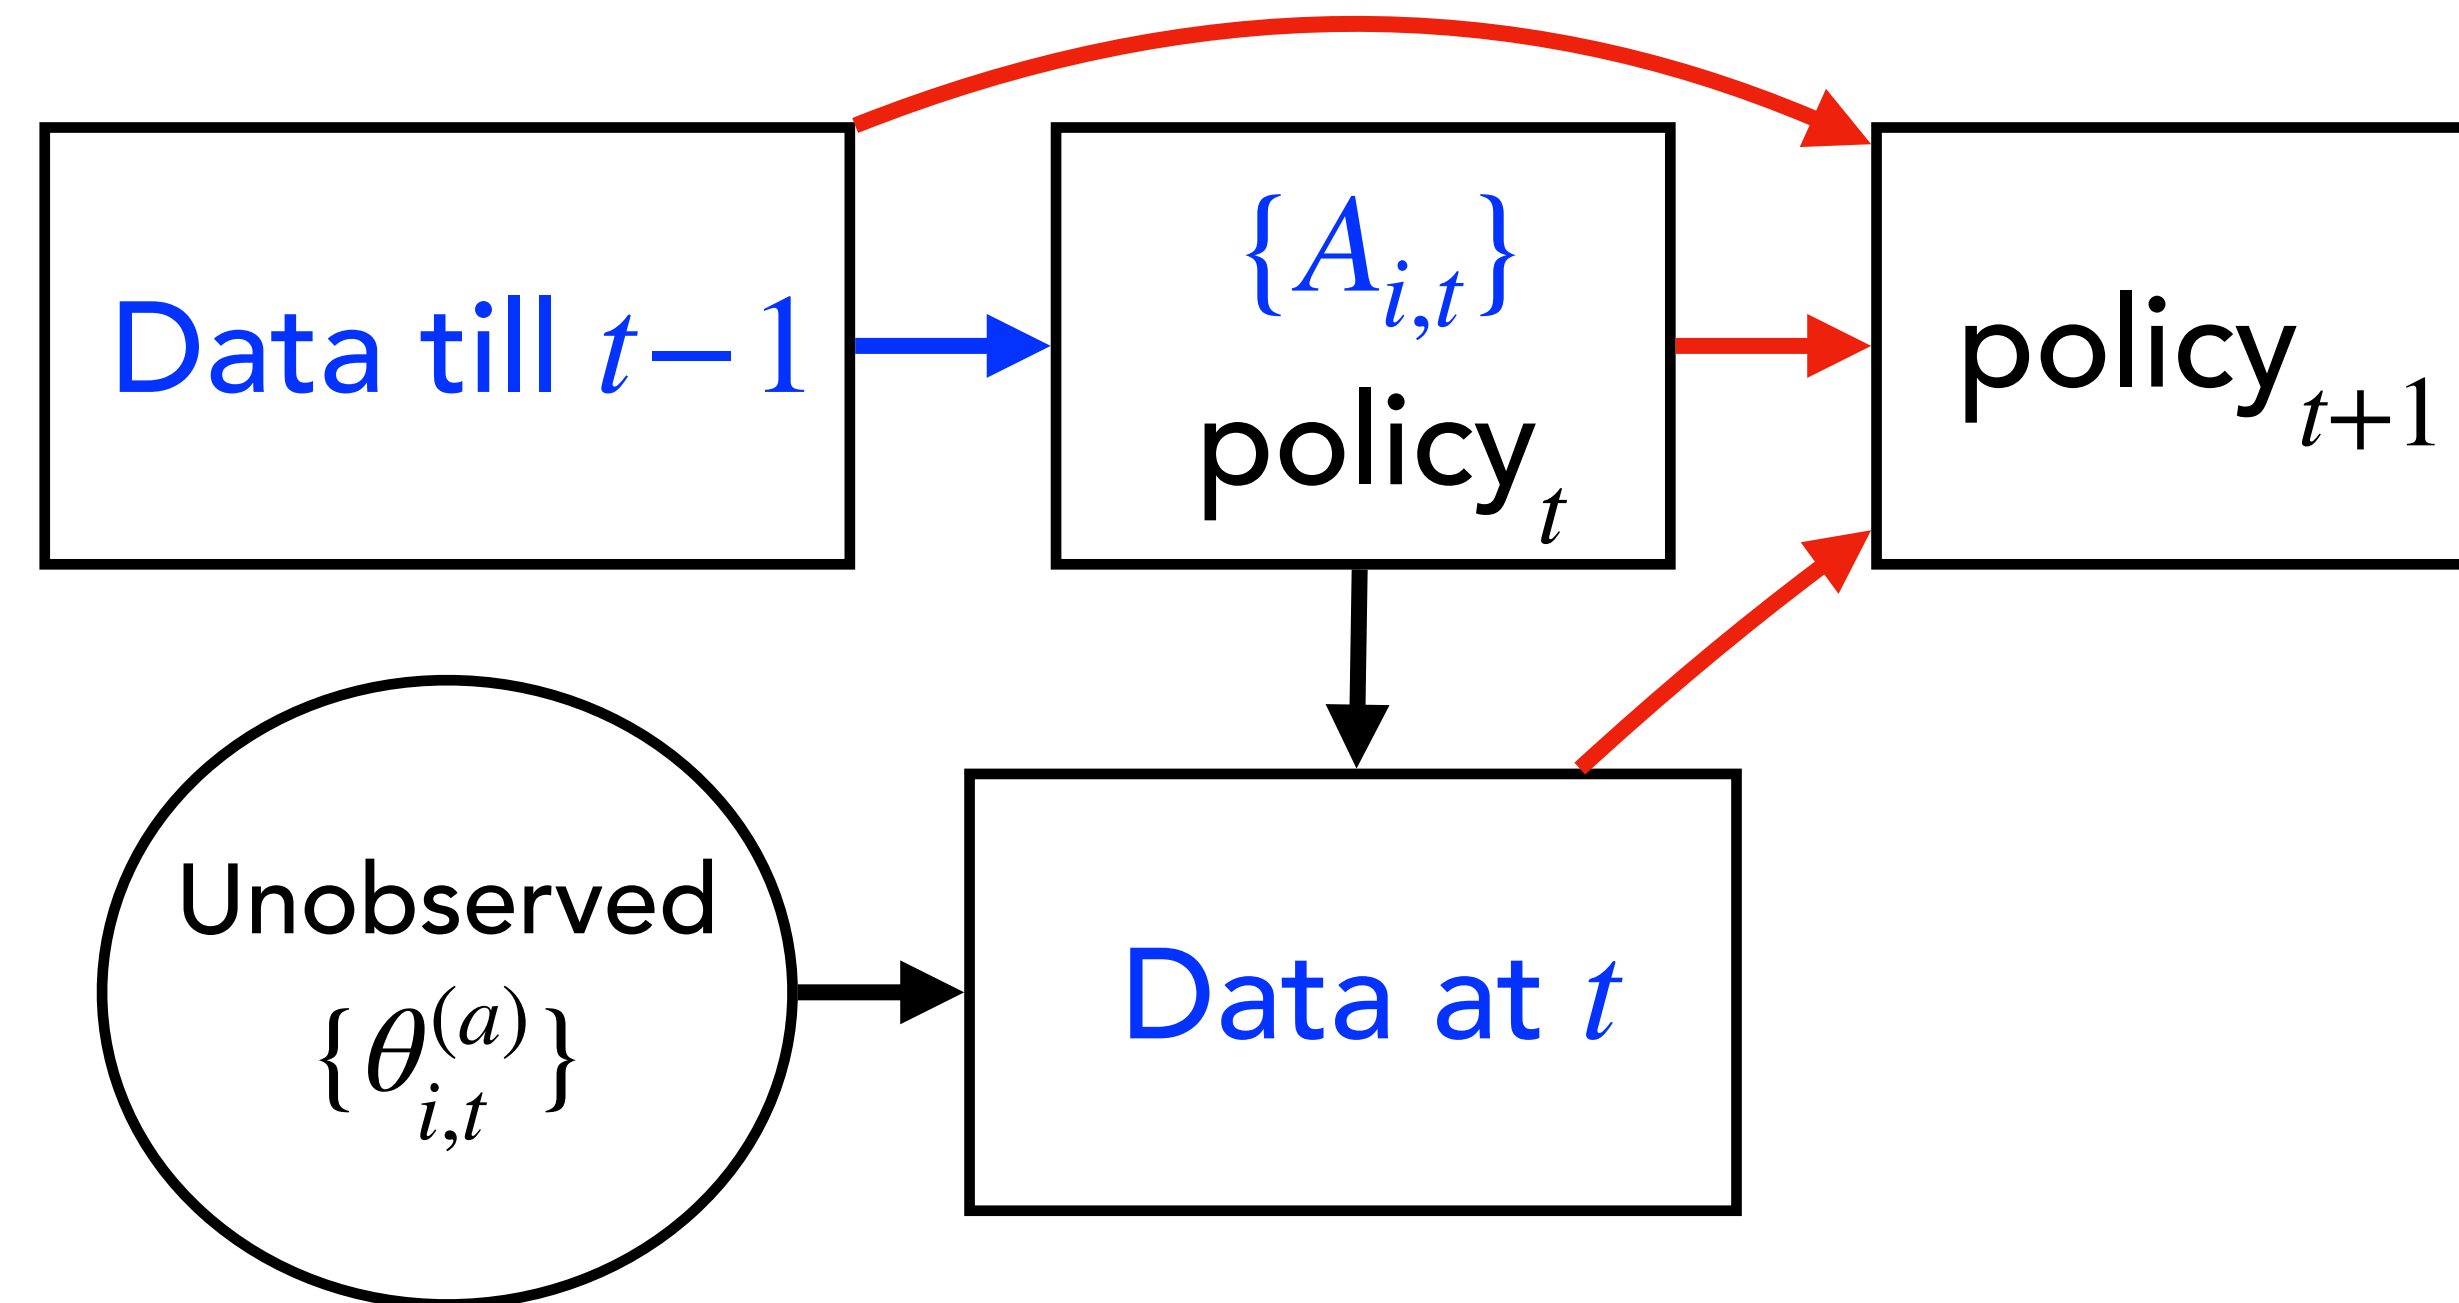 Data till t − 1
{A_{i,t}}
policy_t
policy_{t+1}
Unobserved
{θ_{i,t}^{(a)}}
Data at t